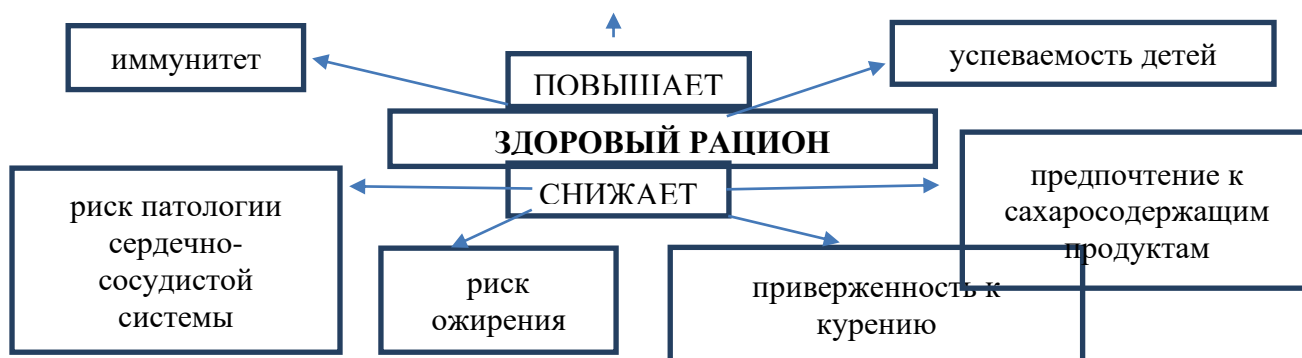 иммунитет
ПОВЫШАЕТ
успеваемость детей
ЗДОРОВЫЙ РАЦИОН
СНИЖАЕТ
риск патологии
сердечно-
сосудистой
системы
риск
ожирения
приверженность к
курению
предпочтение к
сахаросодержащим
продуктам